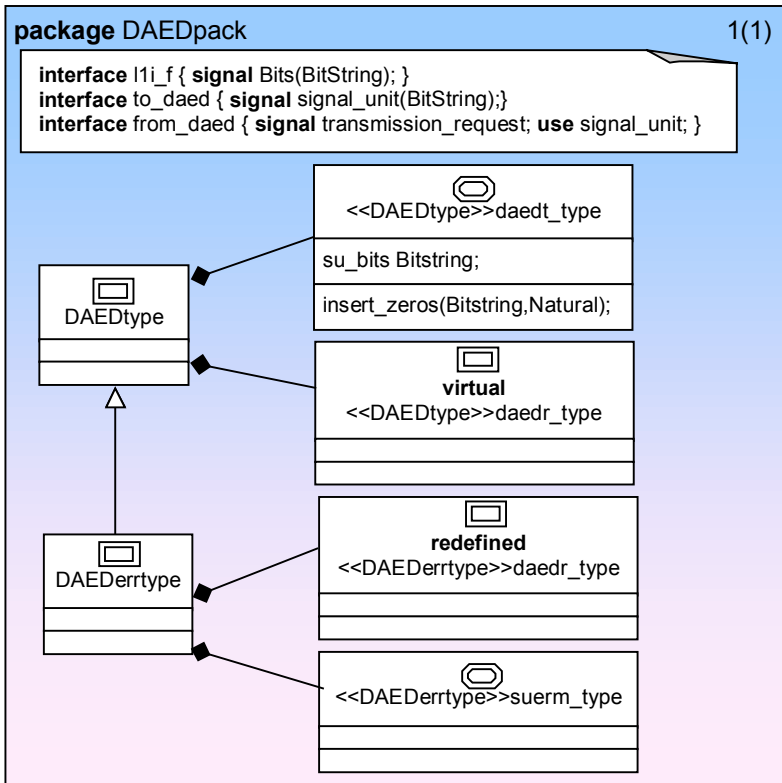 package DAEDpack 1(1)
interface l1i_f { signal Bits(BitString); }
interface to_daed { signal signal_unit(BitString);}
interface from_daed { signal transmission_request; use signal_unit; }
<<DAEDtype>>daedt_type
su_bits Bitstring;
insert_zeros(Bitstring,Natural);
DAEDtype
virtual
<<DAEDtype>>daedr_type
redefined
<<DAEDerrtype>>daedr_type
DAEDerrtype
<<DAEDerrtype>>suerm_type